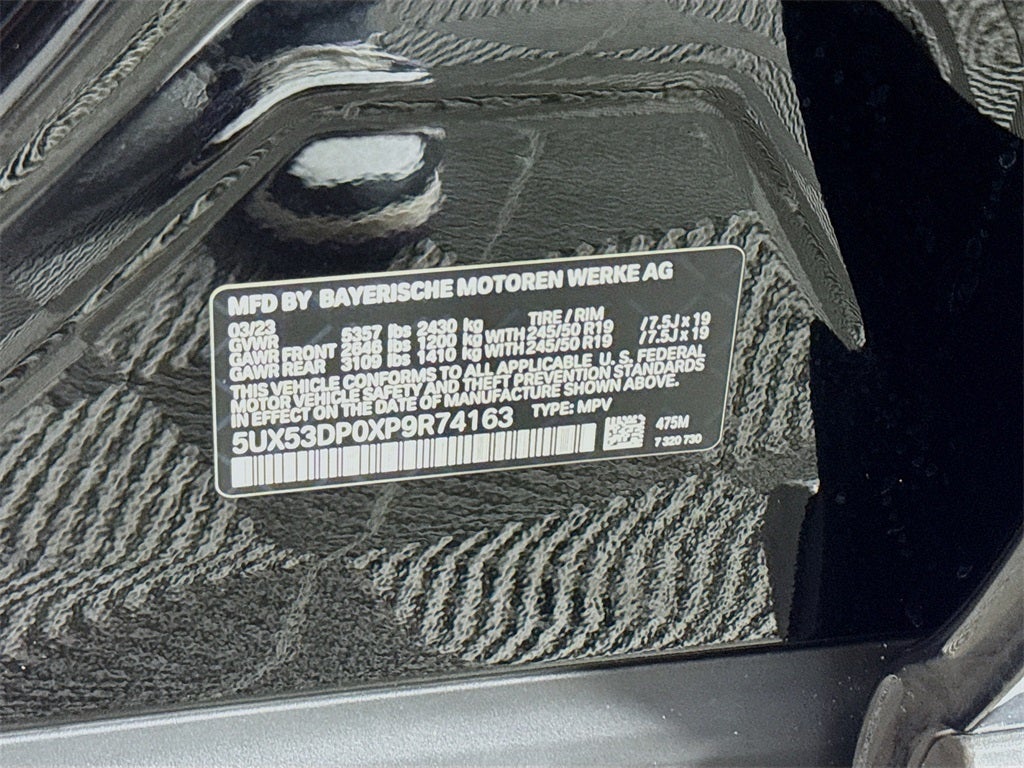 MFD BY BAYERISCHE MOTOREN WERKE AG
03/23 TIRE / RIM
GVWR 5357 lbs 2430 kg
GAWR FRONT 2646 lbs 1200 kg WITH 245/50 R19 /7.5J x 19
GAWR REAR 3109 lbs 1410 kg WITH 245/50 R19 /7.5J x 19
THIS VEHICLE CONFORMS TO ALL APPLICABLE U. S. FEDERAL
MOTOR VEHICLE SAFETY AND THEFT PREVENTION STANDARDS
IN EFFECT ON THE DATE OF MANUFACTURE SHOWN ABOVE.
5UX53DP0XP9R74163 TYPE: MPV
475M
7 320 730